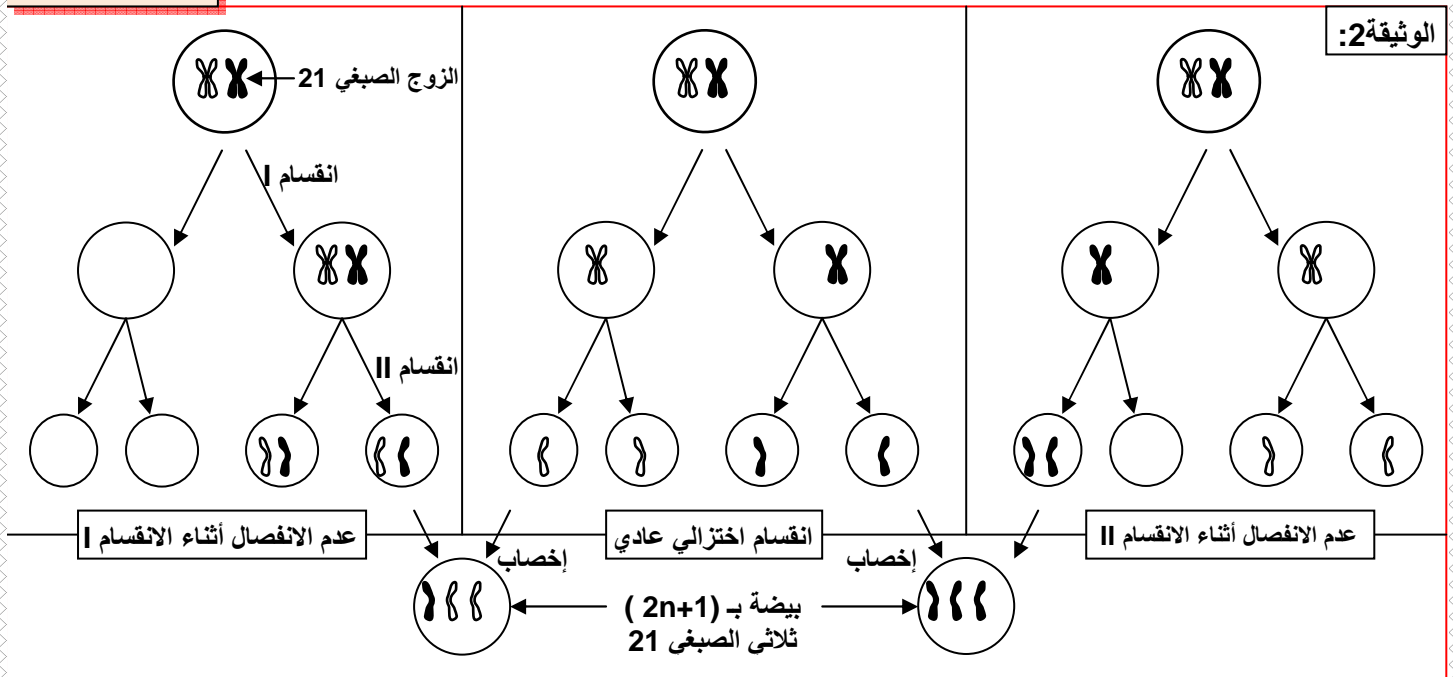 الوثيقة2:
الزوج الصبغي 21
انقسام I
انقسام II
عدم الانفصال أثناء الانقسام I
انقسام اختزالي عادي
عدم الانفصال أثناء الانقسام II
إخصاب
إخصاب
بيضة بـ (2n+1 )
ثلاثي الصبغي 21